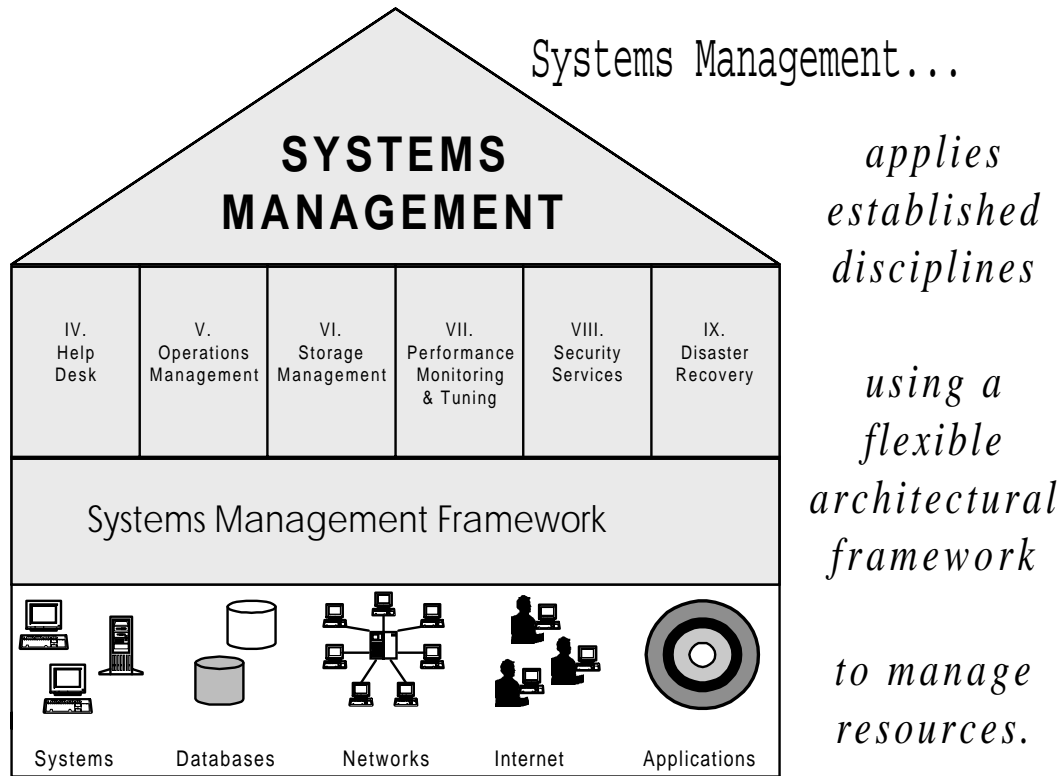 Systems Management...
SYSTEMS
MANAGEMENT
applies
established
disciplines
IV.
Help
Desk
V.
Operations
Management
VI.
Storage
Management
VII.
Performance
Monitoring
& Tuning
VIII.
Security
Services
IX.
Disaster
Recovery
using a
flexible
architectural
framework
Systems Management Framework
to manage
resources.
Systems
Databases
Networks
Internet
Applications